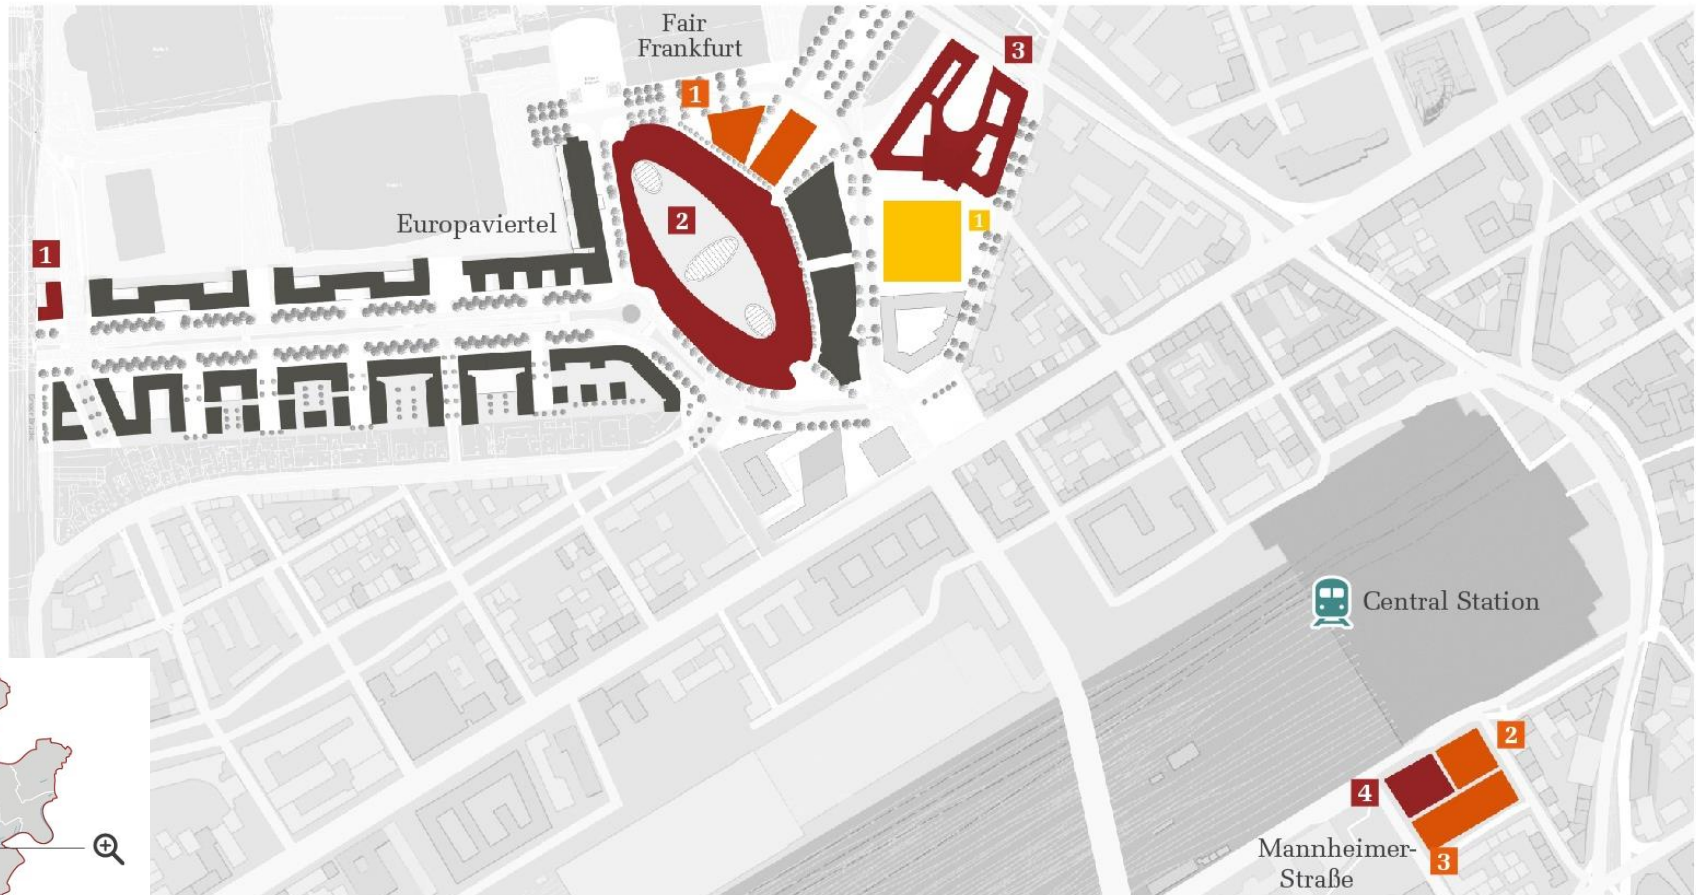 Fair
Frankfurt
3
1
2
Europaviertel
1
1
Central Station
2
4
Mannheimer-
Straße
3